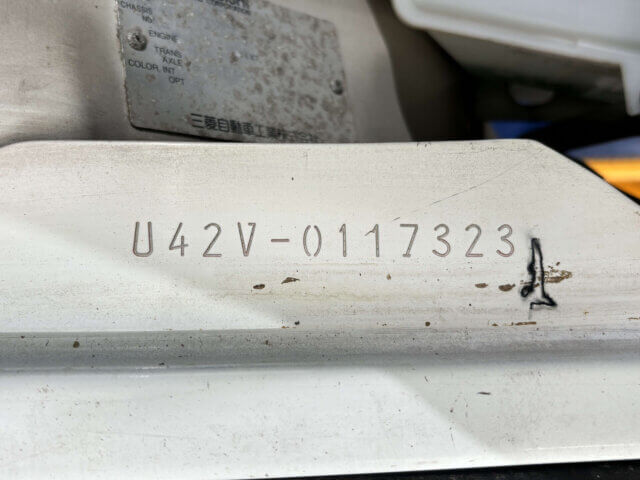 CHASSIS
NO.
ENGINE
TRANS
AXLE
COLOR, INT
OPT
三菱自動車工業株式会社
U42V-0117323